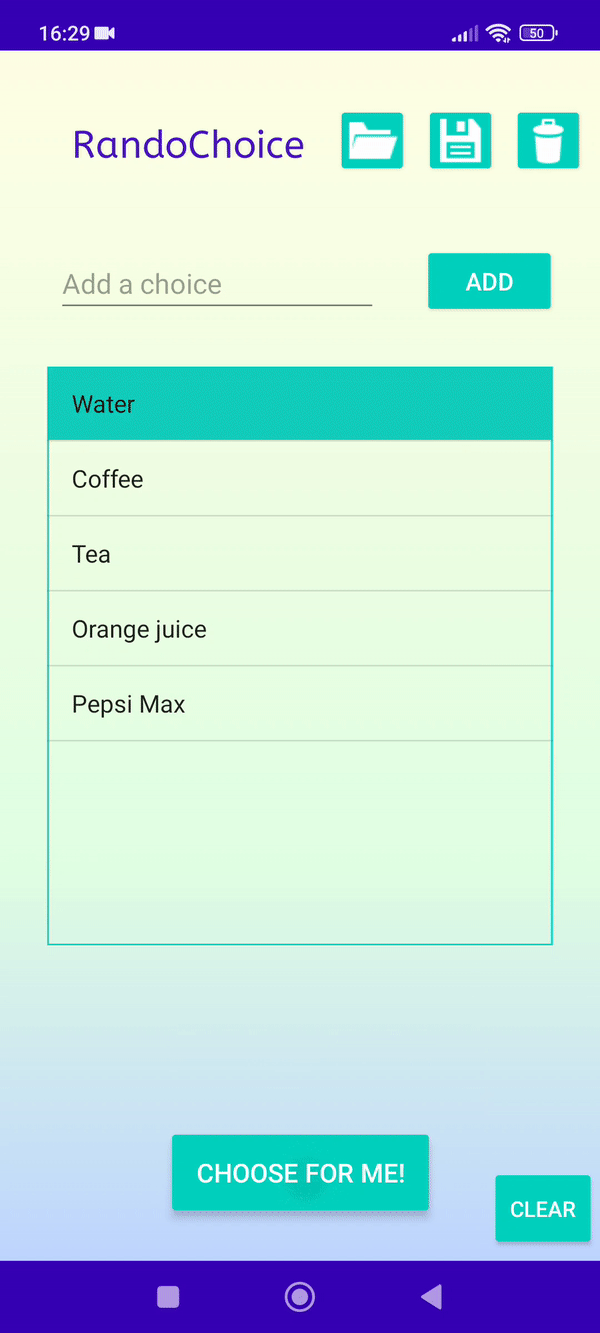 16:29
50
RandoChoice
Add a choice
ADD
Water
Coffee
Tea
Orange juice
Pepsi Max
CHOOSE FOR ME!
CLEAR